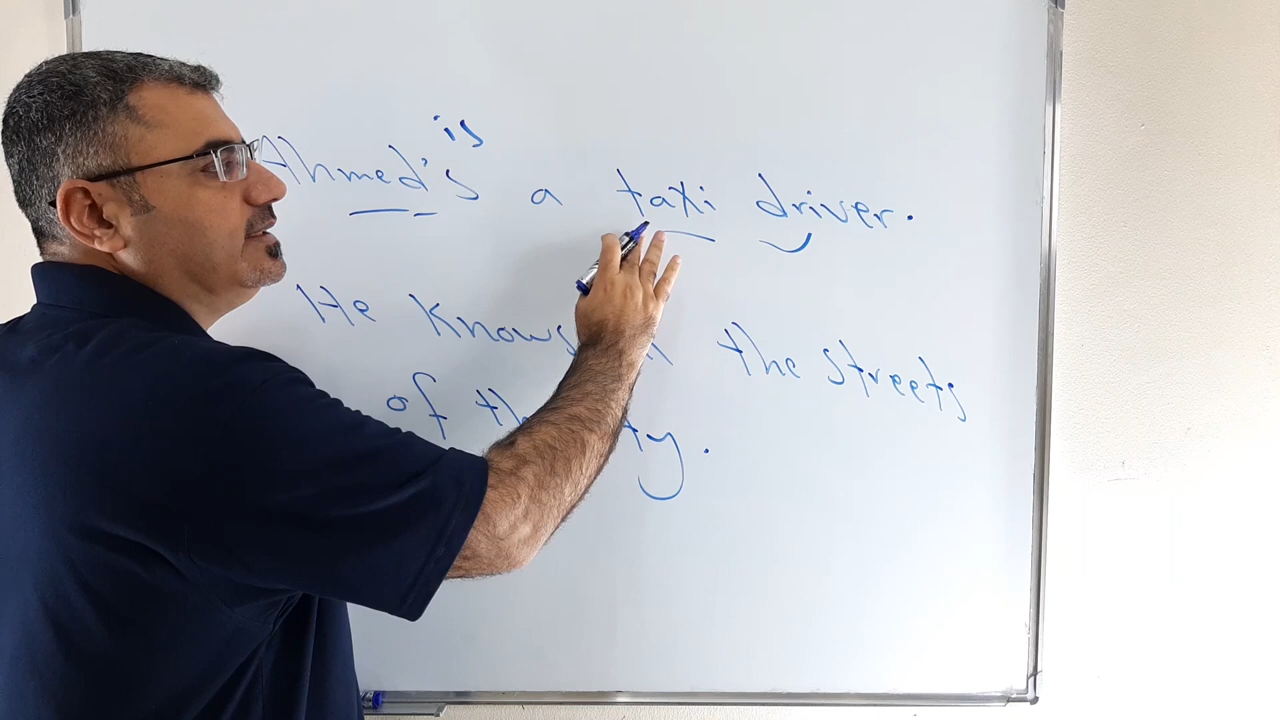 is
Ahmed's a taxi driver.
He knows the streets
of